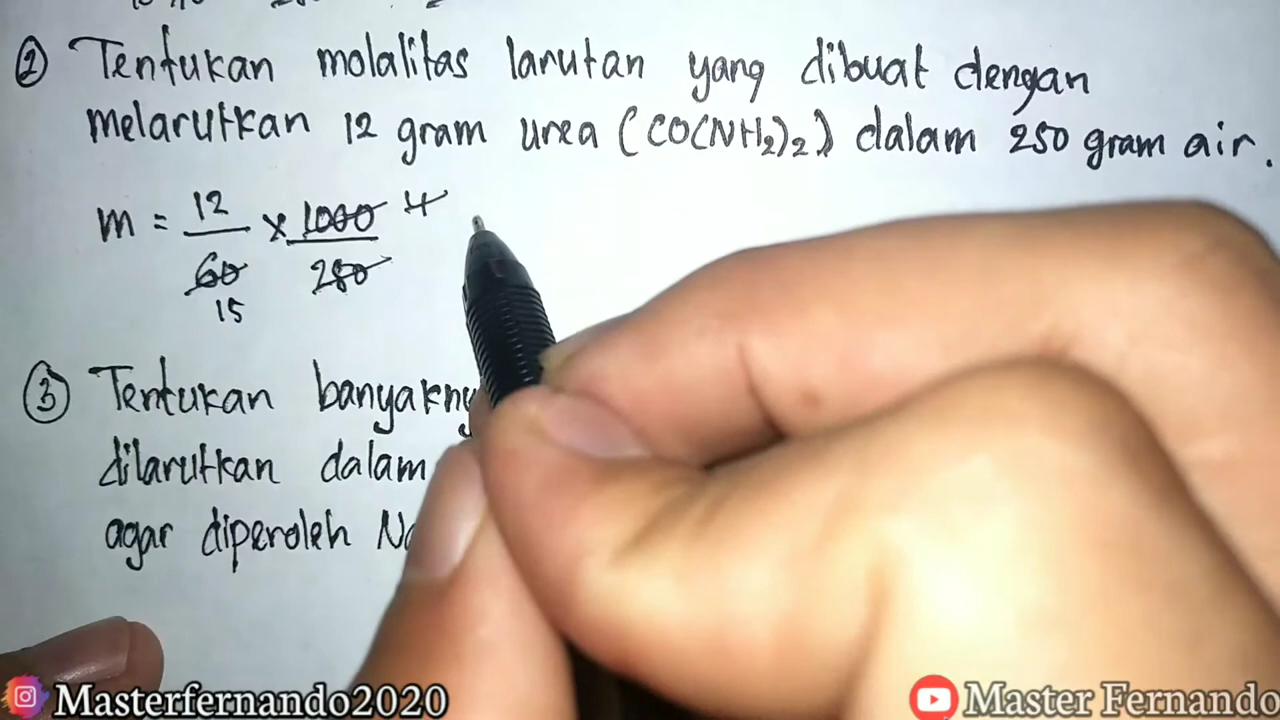 ② Tentukan molalitas larutan yang dibuat dengan
melarutkan 12 gram urea (CO(NH₂)₂) dalam 250 gram air.
m = 12/60 × 1000/250 4
15
③ Tentukan banyakny
dilarutkan dalam
agar diperoleh
Masterfernando2020
Master Fernando